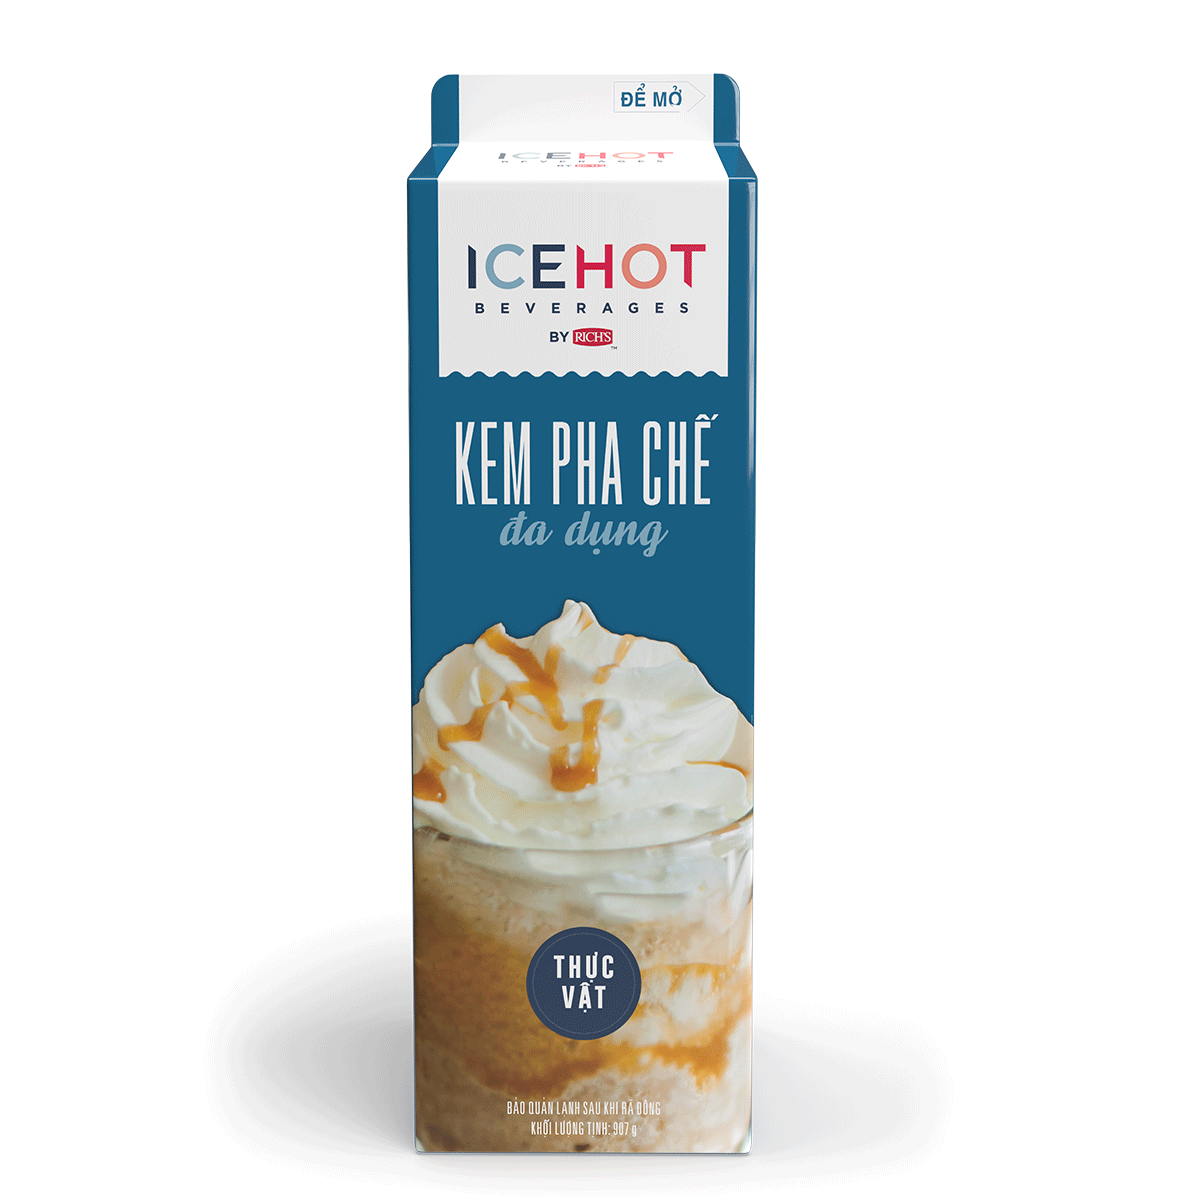 ĐỂ MỞ
ICEHOT
BEVERAGES
BY RICH'S
ICEHOT
BEVERAGES
BY RICH'S™
KEM PHA CHẾ
đa dụng
THỰC
VẬT
BẢO QUẢN LẠNH SAU KHI RÃ ĐÔNG
KHỐI LƯỢNG TỊNH: 907 g